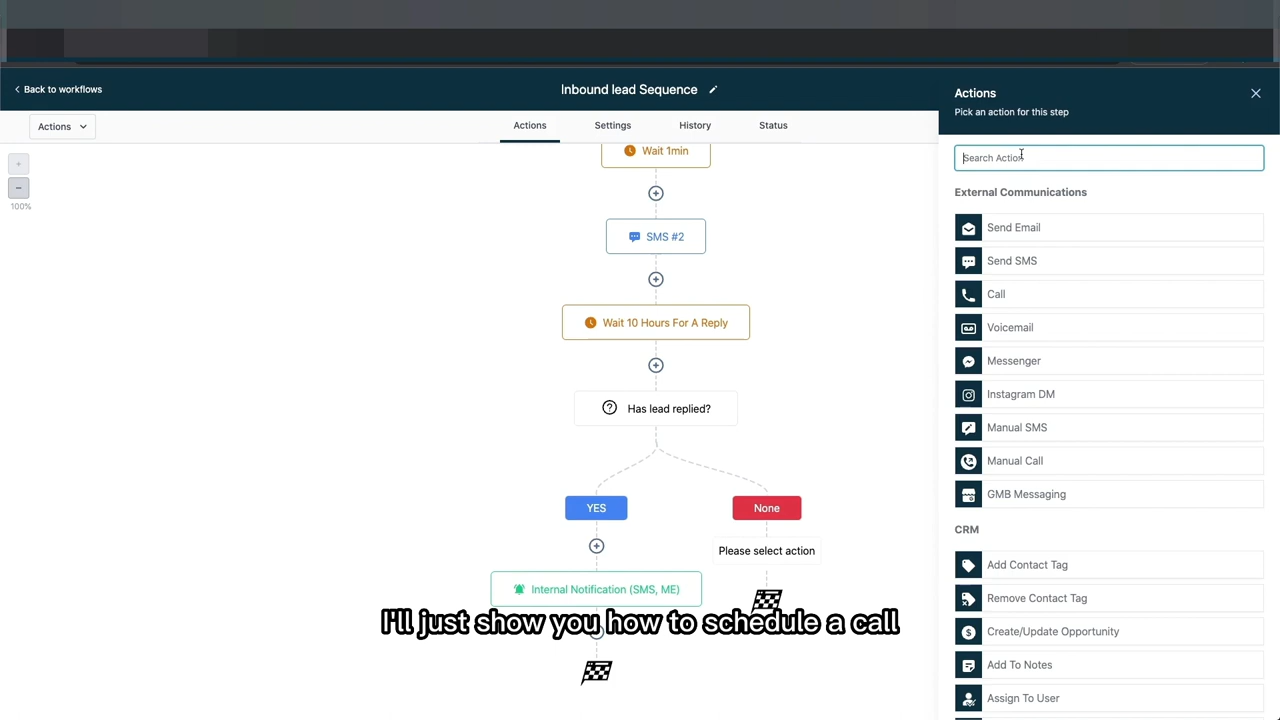 Back to workflows
Inbound lead Sequence
Actions
Pick an action for this step
Actions
Actions
Settings
History
Status
100%
Search Action
External Communications
Send Email
Send SMS
Call
Voicemail
Messenger
Instagram DM
Manual SMS
Manual Call
GMB Messaging
CRM
Add Contact Tag
Remove Contact Tag
Create/Update Opportunity
Add To Notes
Assign To User
Wait 1min
SMS #2
Wait 10 Hours For A Reply
Has lead replied?
YES
None
Please select action
Internal Notification (SMS, ME)
I'll just show you how to schedule a call